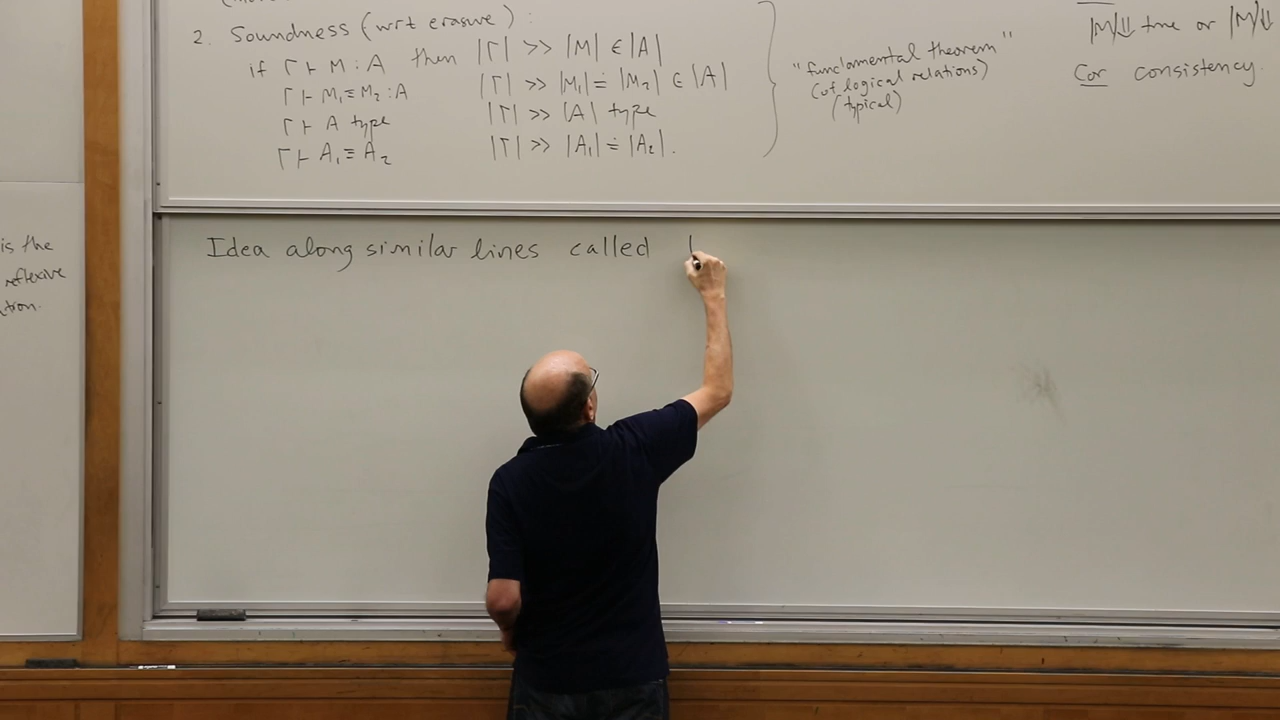 2. Soundness (wrt erasure):
if Γ ⊢ M : A then |Γ| >> |M| ∈ |A|
Γ ⊢ M₁ ≡ M₂ : A |Γ| >> |M₁| ≐ |M₂| ∈ |A|
Γ ⊢ A type |Γ| >> |A| type
Γ ⊢ A₁ ≡ A₂ |Γ| >> |A₁| ≐ |A₂|.
"fundamental theorem"
(of logical relations)
(typical)
|M|⇓ true or |M|⇓
Cor consistency.
is the
reflexive
Idea along similar lines called